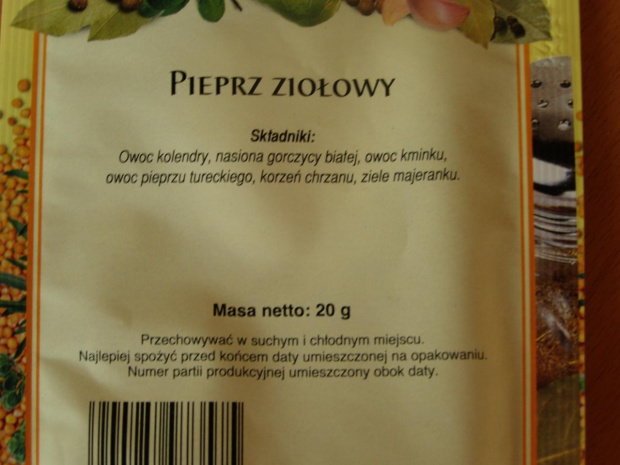 PIEPRZ ZIOŁOWY
Składniki:
Owoc kolendry, nasiona gorczycy białej, owoc kminku,
owoc pieprzu tureckiego, korzeń chrzanu, ziele majeranku.
Masa netto: 20 g
Przechowywać w suchym i chłodnym miejscu.
Najlepiej spożyć przed końcem daty umieszczonej na opakowaniu.
Numer partii produkcyjnej umieszczony obok daty.